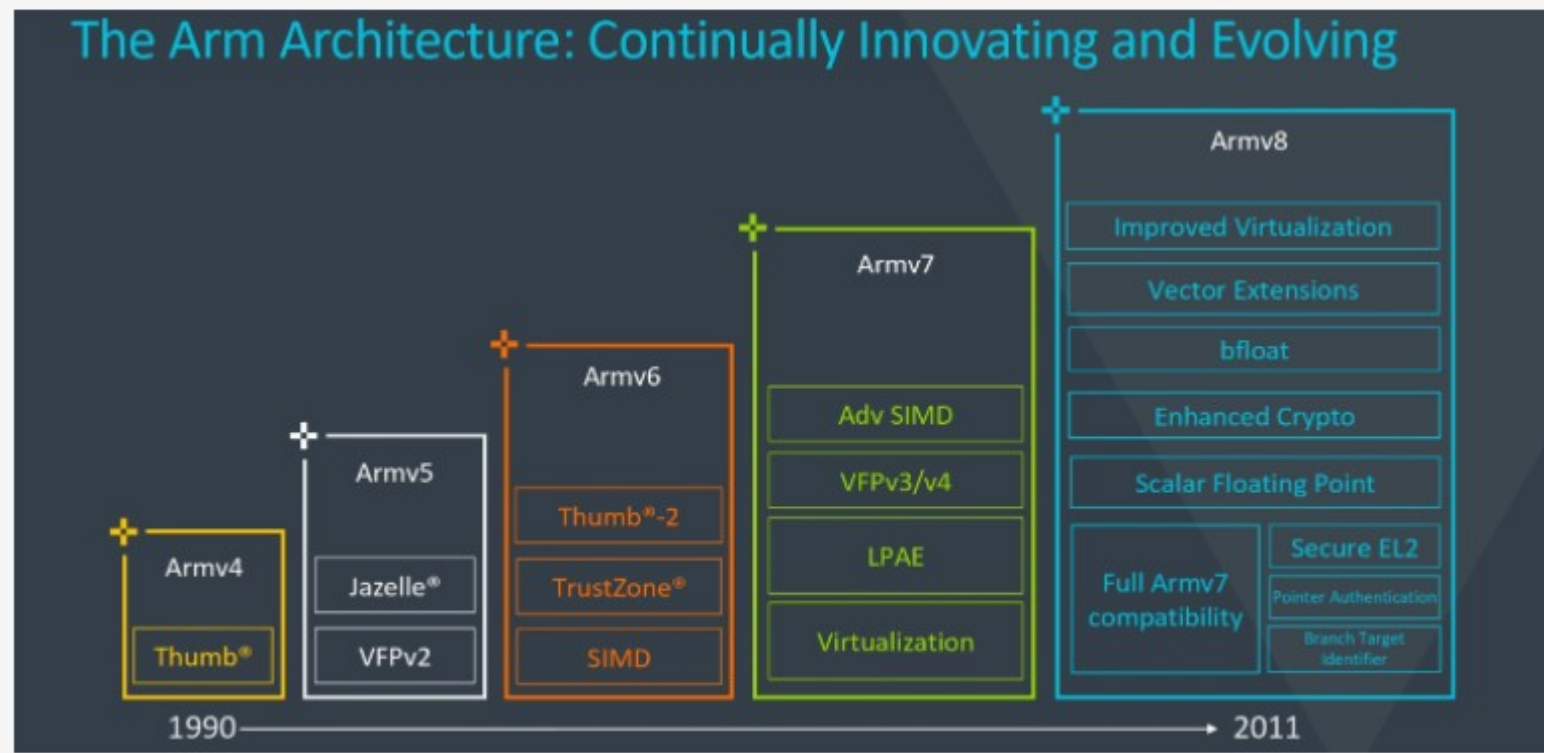 The Arm Architecture: Continually Innovating and Evolving
Armv4
Thumb®
Armv5
Jazelle®
VFPv2
Armv6
Thumb®-2
TrustZone®
SIMD
Armv7
Adv SIMD
VFPv3/v4
LPAE
Virtualization
Armv8
Improved Virtualization
Vector Extensions
bfloat
Enhanced Crypto
Scalar Floating Point
Full Armv7
compatibility
Secure EL2
Pointer Authentication
Branch Target
Identifier
1990
2011